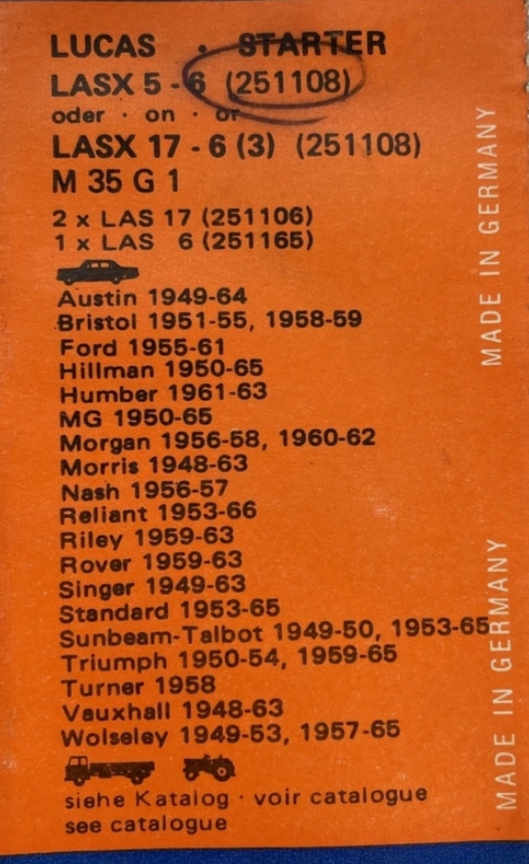 LUCAS · STARTER
LASX 5 - 6 (251108)
oder · on · or
LASX 17 - 6 (3) (251108)
M 35 G 1
2 x LAS 17 (251106)
1 x LAS 6 (251165)
Austin 1949-64
Bristol 1951-55, 1958-59
Ford 1955-61
Hillman 1950-65
Humber 1961-63
MG 1950-65
Morgan 1956-58, 1960-62
Morris 1948-63
Nash 1956-57
Reliant 1953-66
Riley 1959-63
Rover 1959-63
Singer 1949-63
Standard 1953-65
Sunbeam-Talbot 1949-50, 1953-65
Triumph 1950-54, 1959-65
Turner 1958
Vauxhall 1948-63
Wolseley 1949-53, 1957-65
siehe Katalog · voir catalogue
see catalogue
MADE IN GERMANY
MADE IN GERMANY